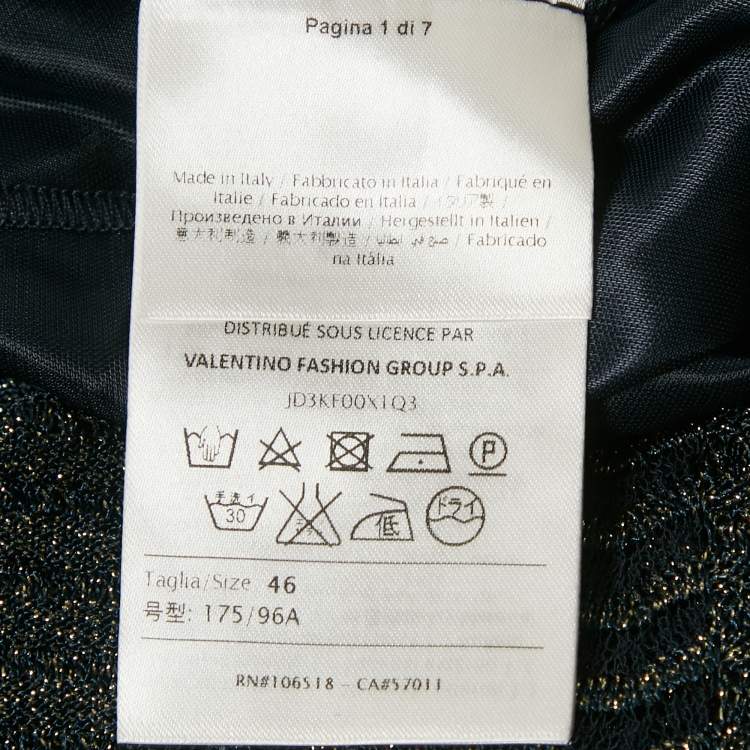 Pagina 1 di 7
Made in Italy / Fabbricato in Italia / Fabriqué en
Italie / Fabricado en Italia / イタリア製 /
Произведено в Италии / Hergestellt in Italien /
意大利制造 / 義大利製造 / صنع في إيطاليا / Fabricado
na Itália
DISTRIBUÉ SOUS LICENCE PAR
VALENTINO FASHION GROUP S.P.A.
JD3KF00X1Q3
P
手洗イ
30
低
ドライ
Taglia/Size 46
号型: 175/96A
RN#106518 - CA#57011